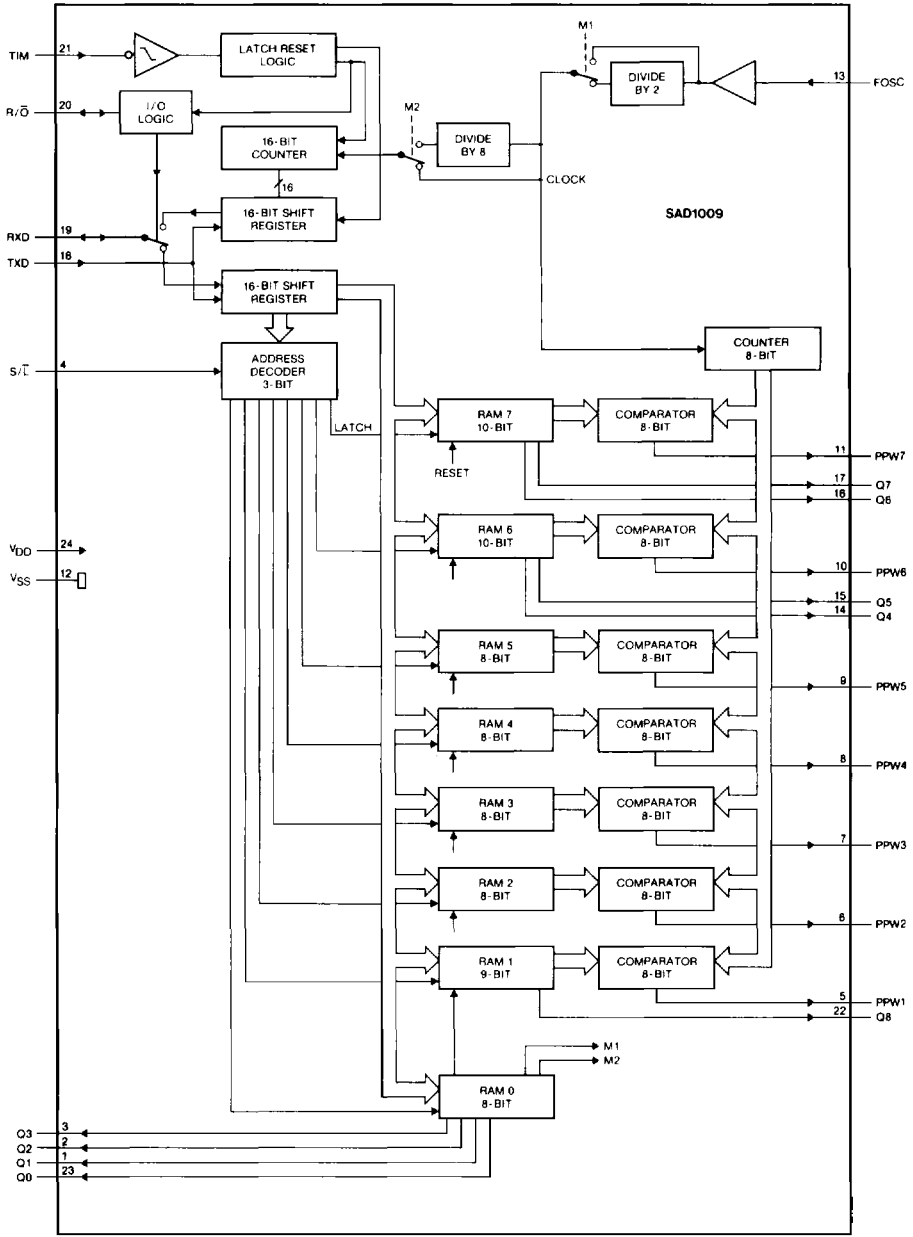 M1
TIM
21
LATCH RESET
LOGIC
DIVIDE
BY 2
13
FOSC
R/O̅
20
I/O
LOGIC
M2
16-BIT
COUNTER
DIVIDE
BY 8
16
CLOCK
SAD1009
16-BIT SHIFT
REGISTER
RXD
19
TXD
18
16-BIT SHIFT
REGISTER
COUNTER
8-BIT
S/L̅
4
ADDRESS
DECODER
3-BIT
LATCH
RAM 7
10-BIT
COMPARATOR
8-BIT
RESET
11
PPW7
17
Q7
16
Q6
VDD
24
RAM 6
10-BIT
COMPARATOR
8-BIT
VSS
12
10
PPW6
15
Q5
14
Q4
RAM 5
8-BIT
COMPARATOR
8-BIT
9
PPW5
RAM 4
8-BIT
COMPARATOR
8-BIT
8
PPW4
RAM 3
8-BIT
COMPARATOR
8-BIT
7
PPW3
RAM 2
8-BIT
COMPARATOR
8-BIT
6
PPW2
RAM 1
9-BIT
COMPARATOR
8-BIT
5
PPW1
22
Q8
M1
M2
RAM 0
8-BIT
Q3
3
Q2
2
Q1
1
Q0
23